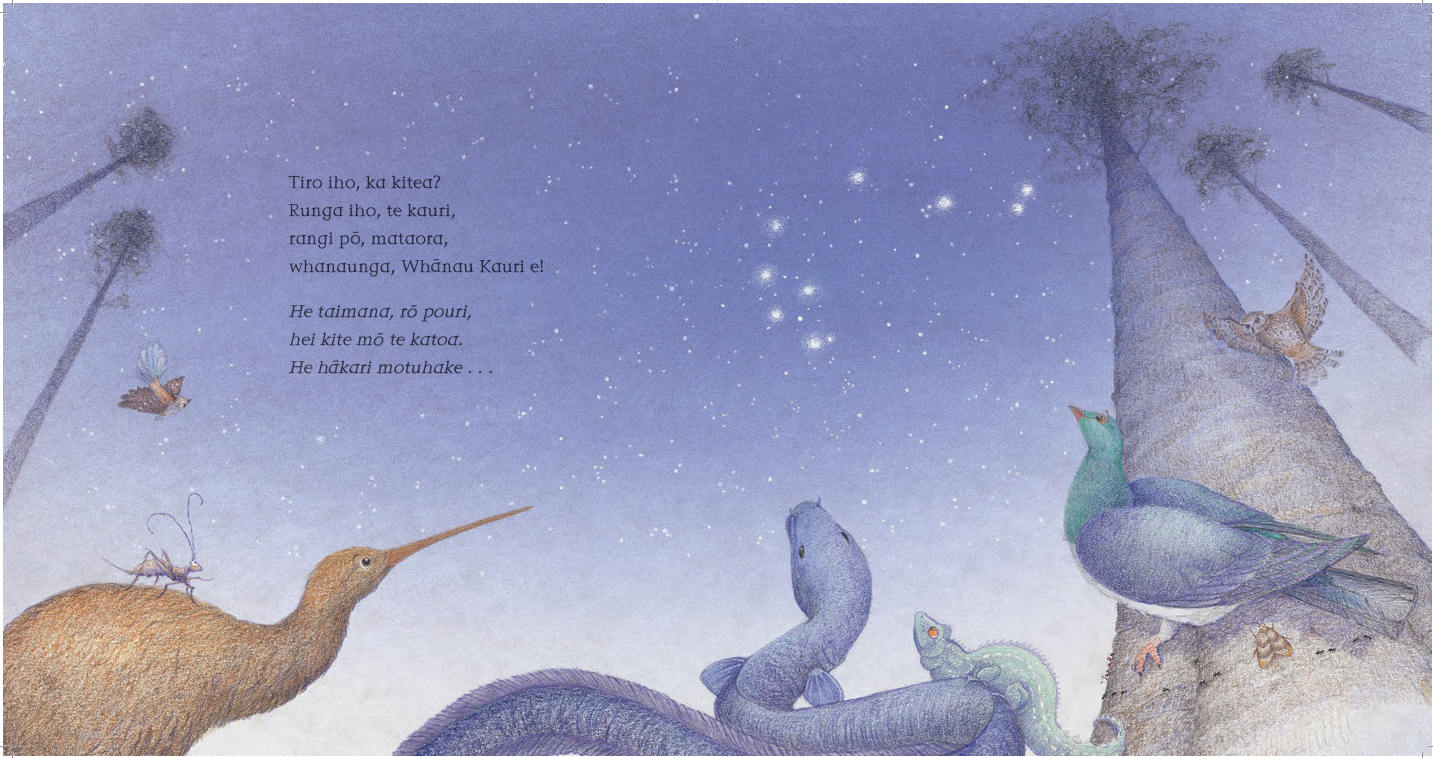 Tiro iho, ka kitea?
Runga iho, te kauri,
rangi pō, mataora,
whanaunga, Whānau Kauri e!
He taimana, rō pouri,
hei kite mō te katoa.
He hākari motuhake . . .